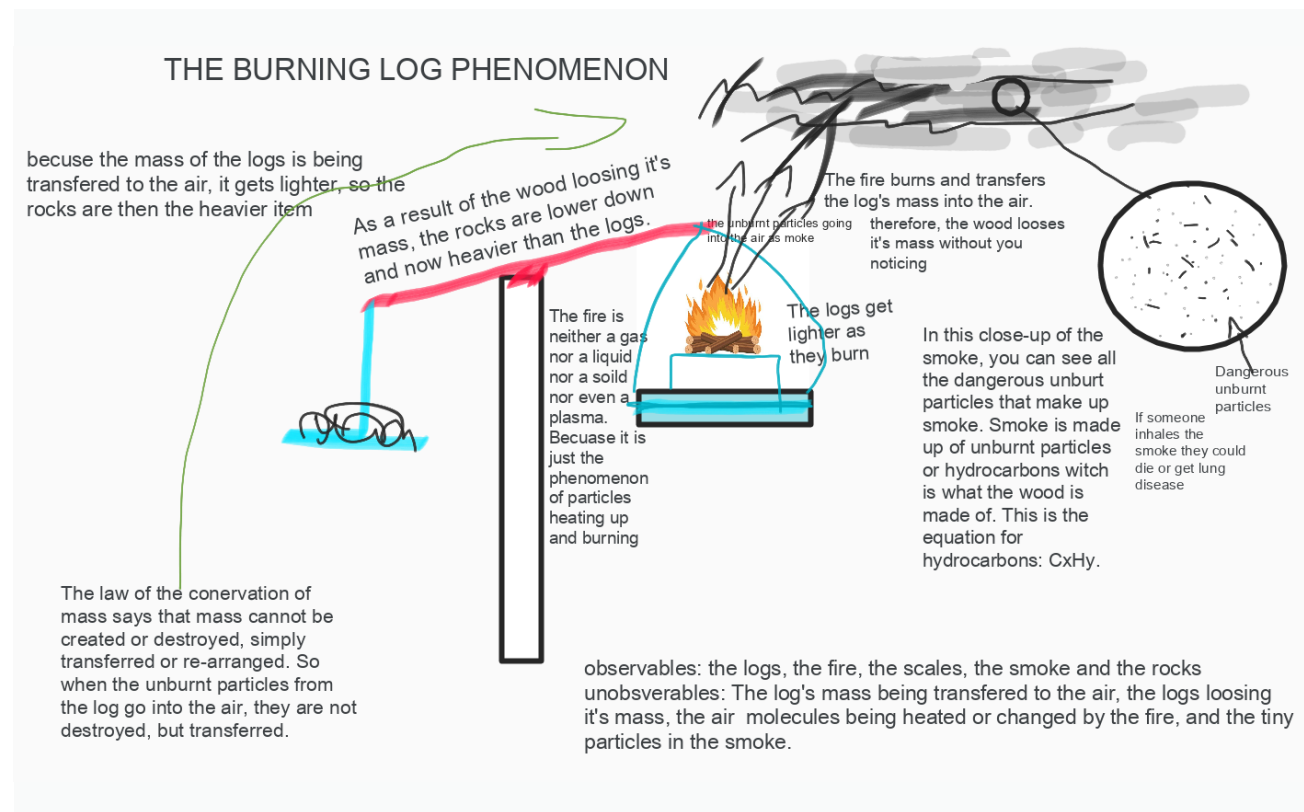 THE BURNING LOG PHENOMENON
becuse the mass of the logs is being
transfered to the air, it gets lighter, so the
rocks are then the heavier item
As a result of the wood loosing it's
mass, the rocks are lower down
and now heavier than the logs.
The fire burns and transfers
the log's mass into the air.
the unburnt particles going
into the air as moke
therefore, the wood looses
it's mass without you
noticing
The fire is
neither a gas
nor a liquid
nor a soild
nor even a
plasma.
Becuase it is
just the
phenomenon
of particles
heating up
and burning
The logs get
lighter as
they burn
In this close-up of the
smoke, you can see all
the dangerous unburt
particles that make up
smoke. Smoke is made
up of unburnt particles
or hydrocarbons witch
is what the wood is
made of. This is the
equation for
hydrocarbons: CxHy.
Dangerous
unburnt
particles
If someone
inhales the
smoke they could
die or get lung
disease
The law of the conervation of
mass says that mass cannot be
created or destroyed, simply
transferred or re-arranged. So
when the unburnt particles from
the log go into the air, they are not
destroyed, but transferred.
observables: the logs, the fire, the scales, the smoke and the rocks
unobsverables: The log's mass being transfered to the air, the logs loosing
it's mass, the air molecules being heated or changed by the fire, and the tiny
particles in the smoke.